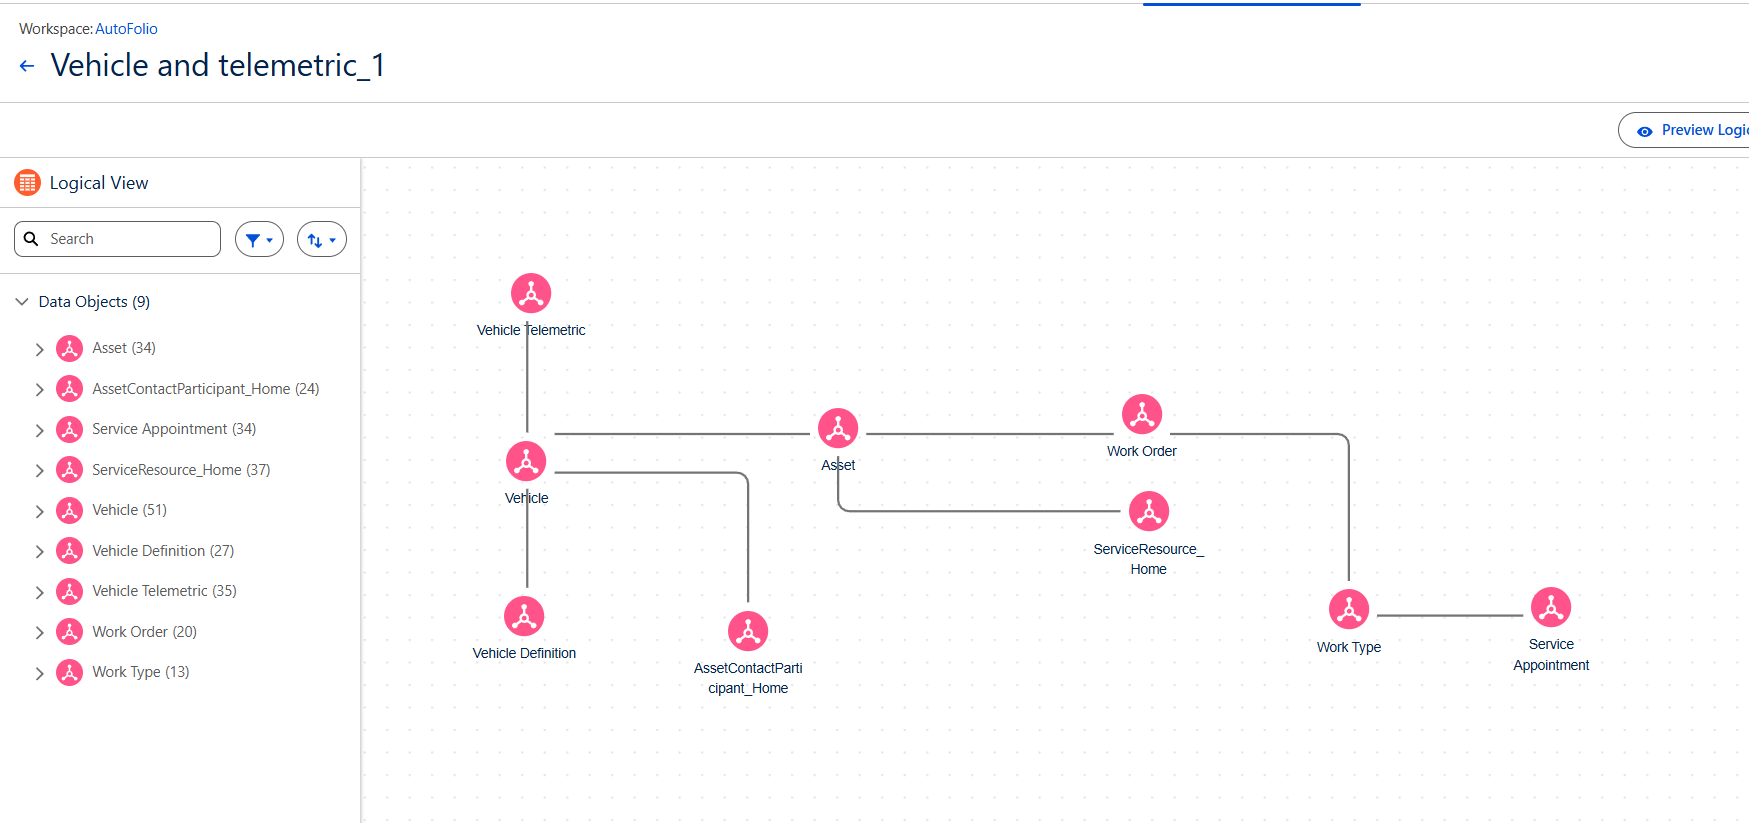 Workspace: AutoFolio
Vehicle and telemetric_1
Preview Logic
Logical View
Search
Data Objects (9)
Asset (34)
AssetContactParticipant_Home (24)
Service Appointment (34)
ServiceResource_Home (37)
Vehicle (51)
Vehicle Definition (27)
Vehicle Telemetric (35)
Work Order (20)
Work Type (13)
Vehicle Telemetric
Vehicle
Asset
Work Order
ServiceResource_
Home
Vehicle Definition
AssetContactParti
cipant_Home
Work Type
Service
Appointment